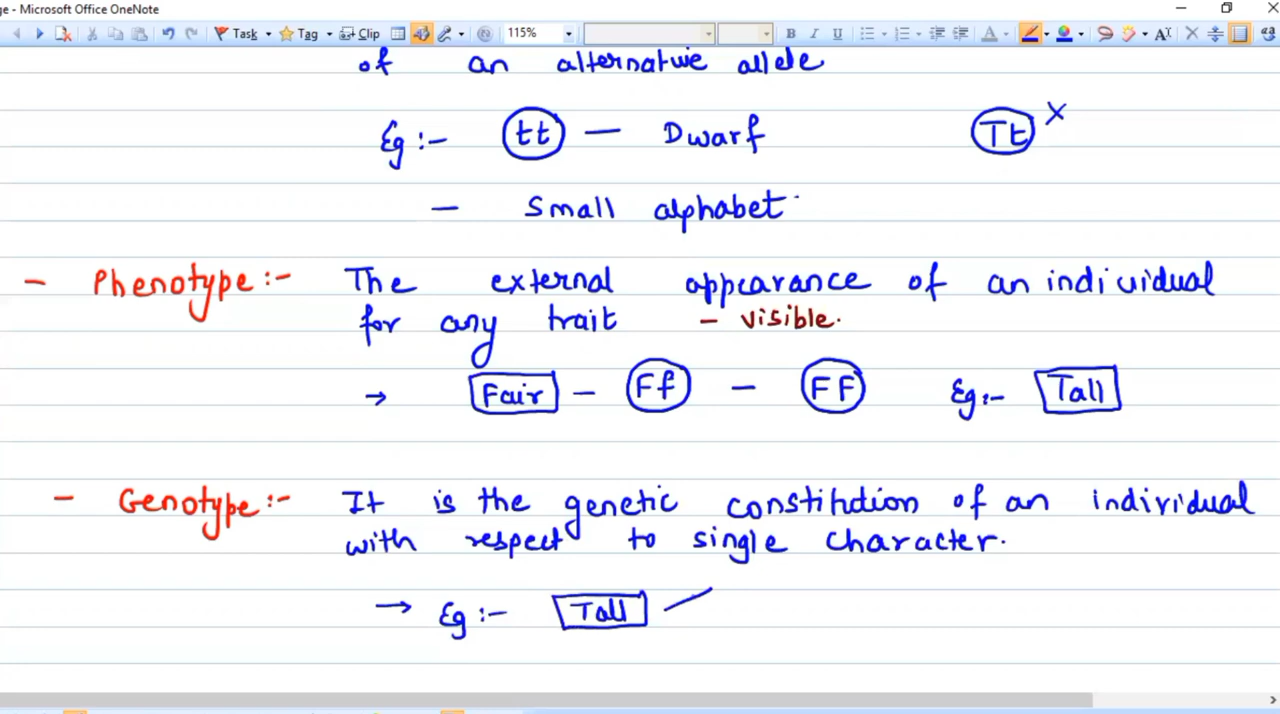 ge - Microsoft Office OneNote
Task Tag Clip 115% B I U A
of an alternative allele
Eg :- tt — Dwarf Tt x
- Small alphabet
- Phenotype :- The external appearance of an individual
for any trait - visible.
→ Fair - Ff - FF Eg :- Tall
- Genotype :- It is the genetic constitution of an individual
with respect to single character.
→ Eg :- Tall